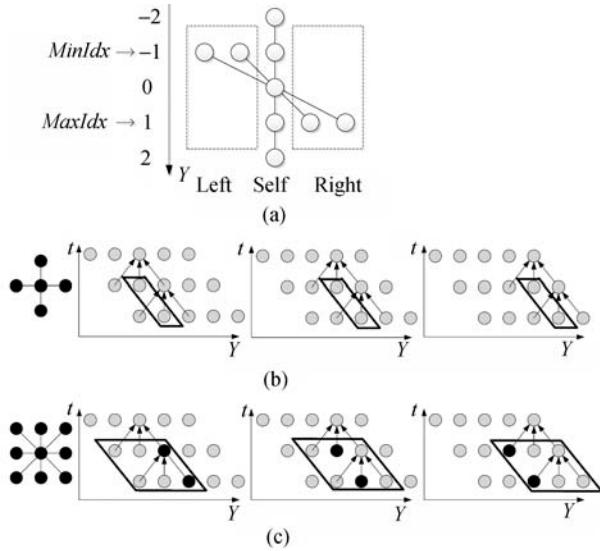 -2
MinIdx → -1
0
MaxIdx → 1
2
Y
Left Self Right
(a)
t t t
Y Y Y
(b)
t t t
Y Y Y
(c)